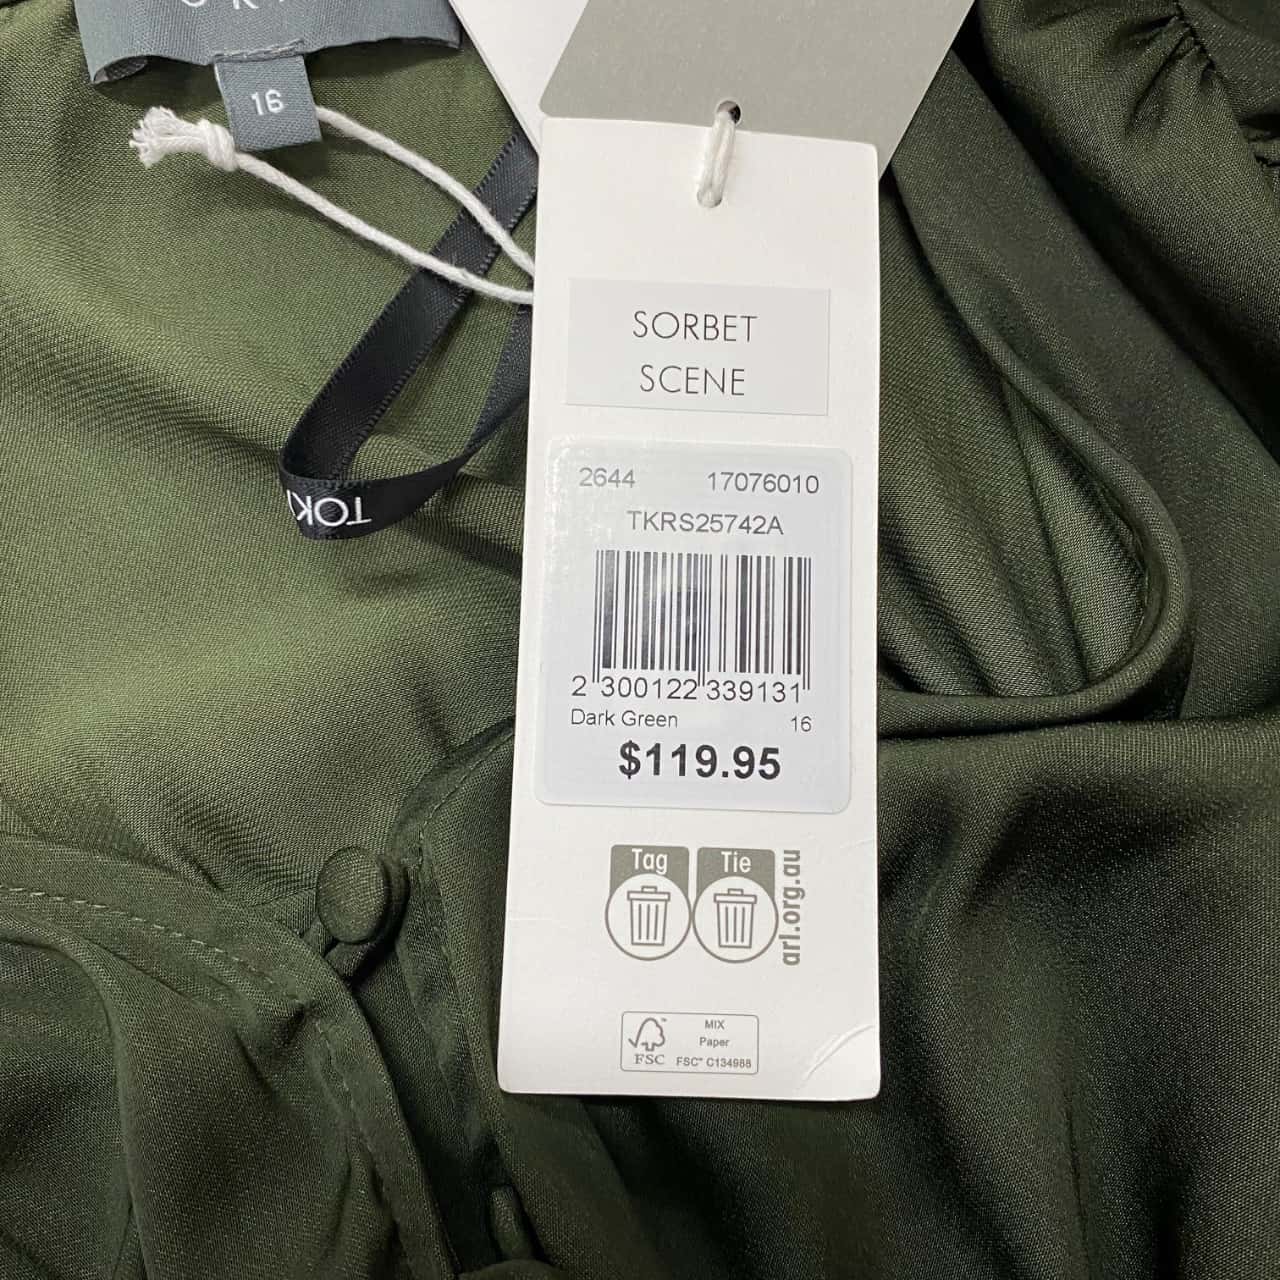 16
SORBET
SCENE
2644 17076010
TKRS25742A
2 300122 339131
Dark Green 16
$119.95
Tag Tie
arl.org.au
MIX
Paper
FSC™ C134988
FSC
TOKI